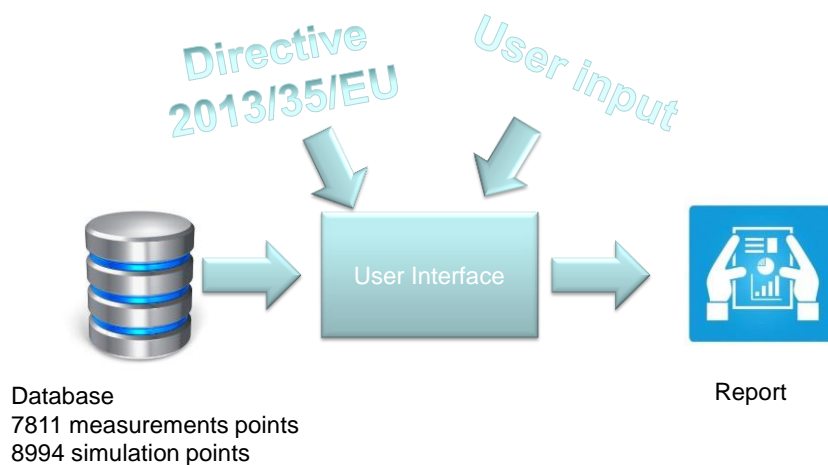 Directive
2013/35/EU
User input
User Interface
Database
7811 measurements points
8994 simulation points
Report